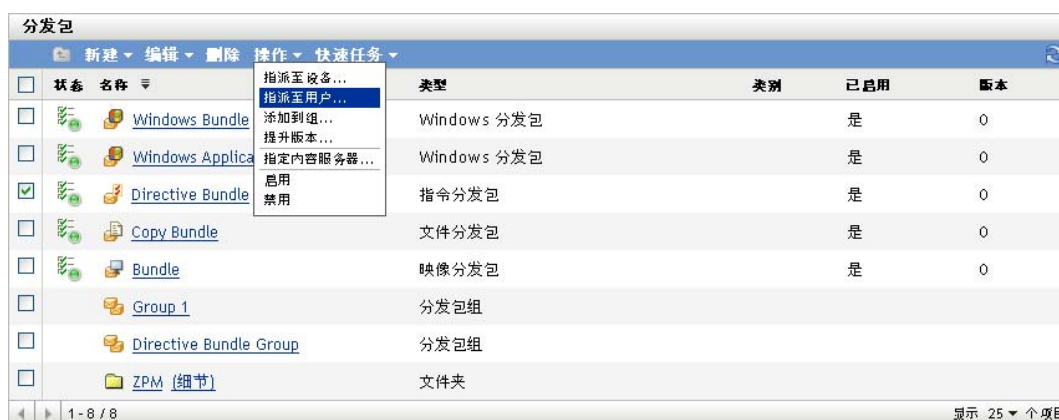 分发包
新建 编辑 删除 操作 快速任务
状态 名称 类型 类别 已启用 版本
指派至设备...
指派至用户...
添加到组...
提升版本...
指定内容服务器...
启用
禁用
Windows Bundle Windows 分发包 是 0
Windows Applica Windows 分发包 是 0
Directive Bundle 指令分发包 是 0
Copy Bundle 文件分发包 是 0
Bundle 映像分发包 是 0
Group 1 分发包组
Directive Bundle Group 分发包组
ZPM (细节) 文件夹
1 - 8 / 8 显示 25 个项目